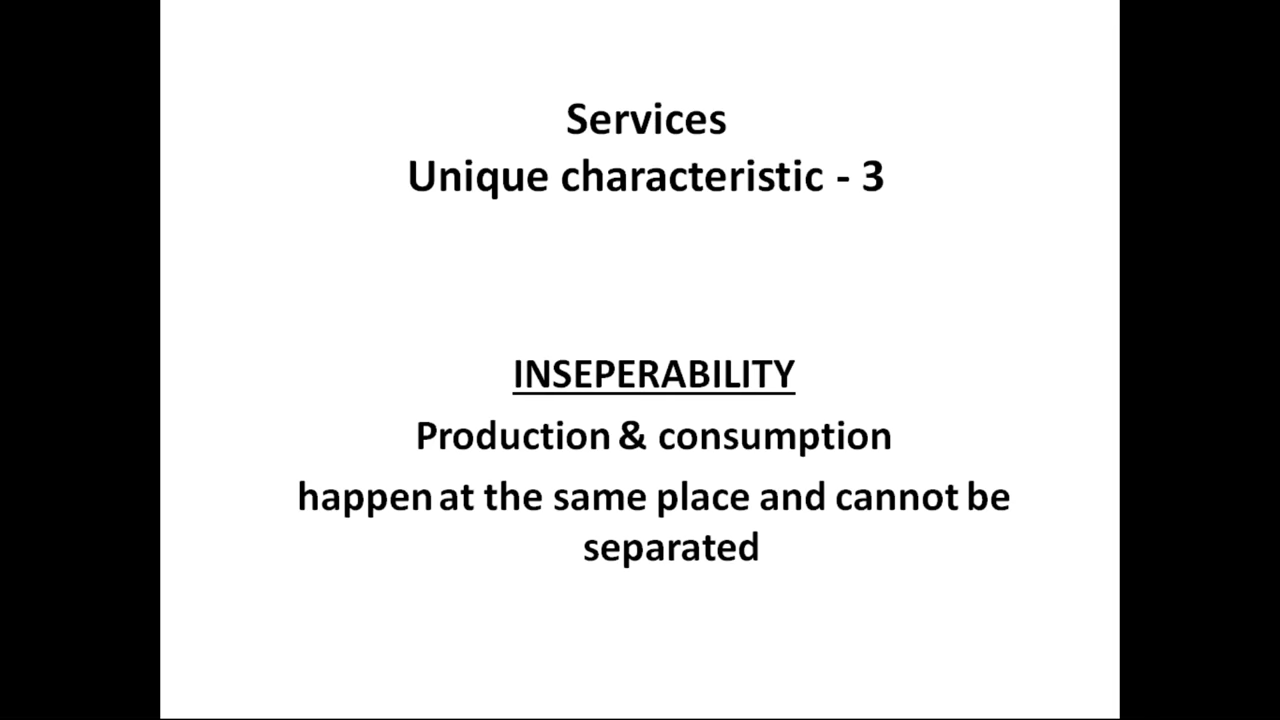 Services
Unique characteristic - 3
INSEPERABILITY
Production & consumption
happen at the same place and cannot be
separated